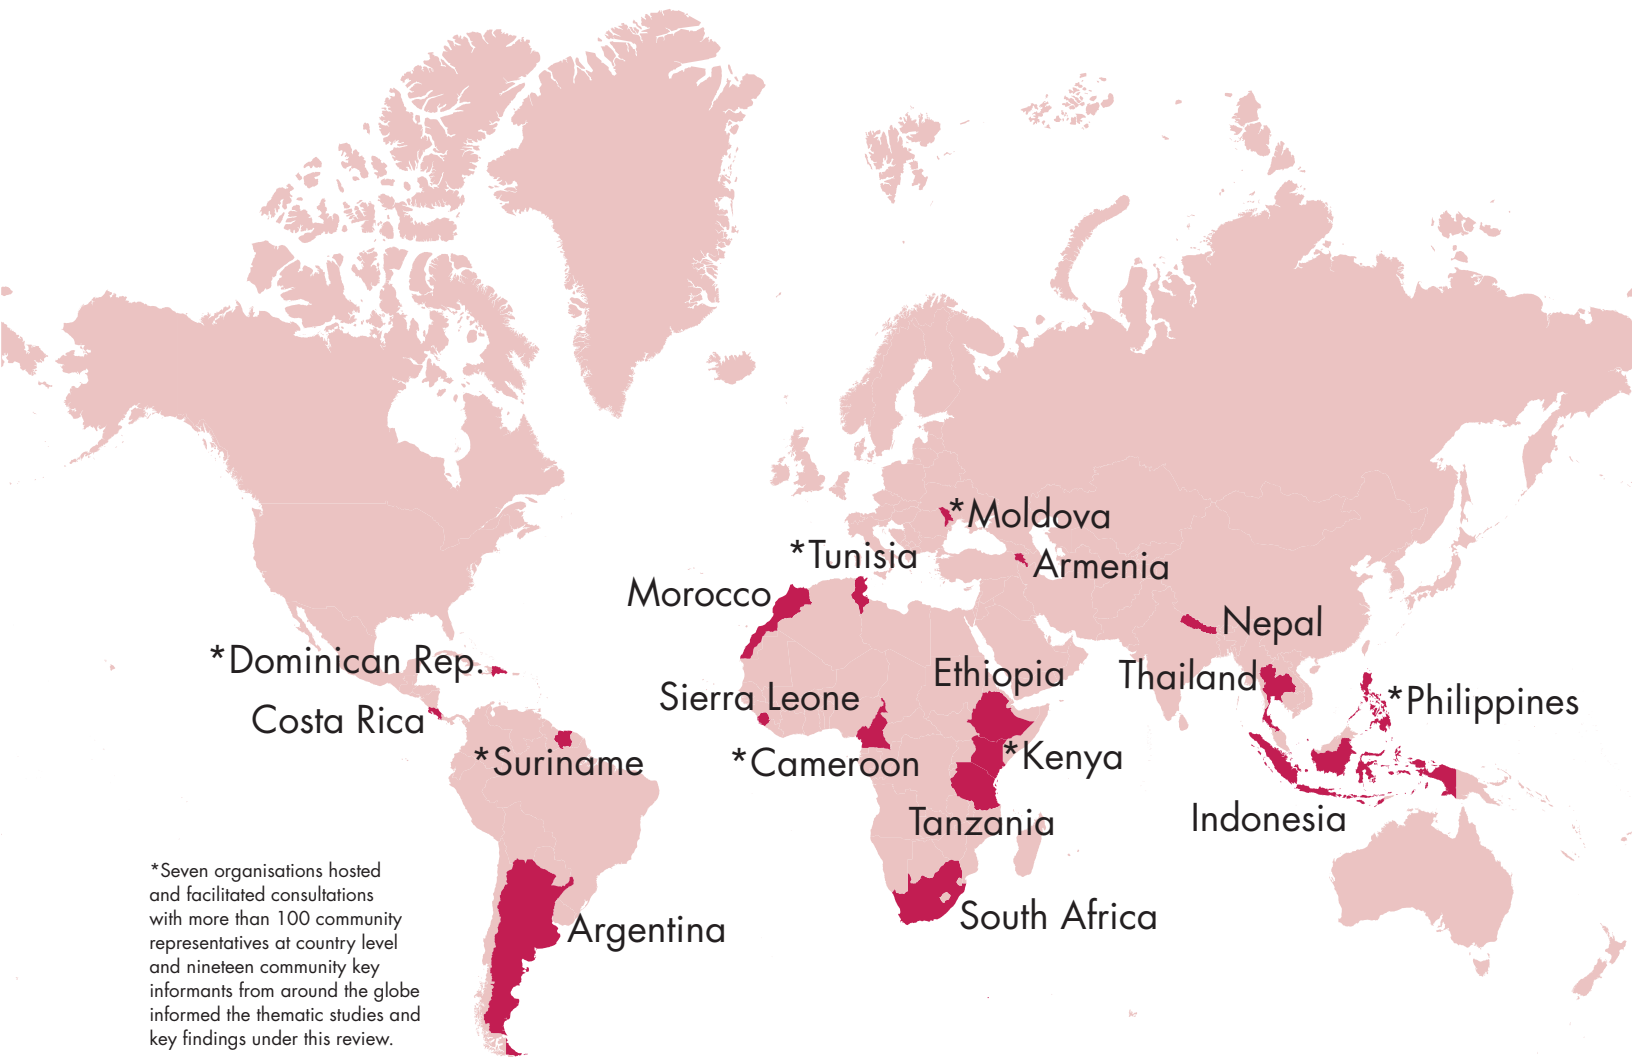 *Moldova
*Tunisia
Armenia
Morocco
Nepal
*Dominican Rep.
Ethiopia
Thailand
Sierra Leone
*Philippines
Costa Rica
*Suriname
*Cameroon
*Kenya
Tanzania
Indonesia
*Seven organisations hosted
and facilitated consultations
with more than 100 community
representatives at country level
and nineteen community key
informants from around the globe
informed the thematic studies and
key findings under this review.
Argentina
South Africa